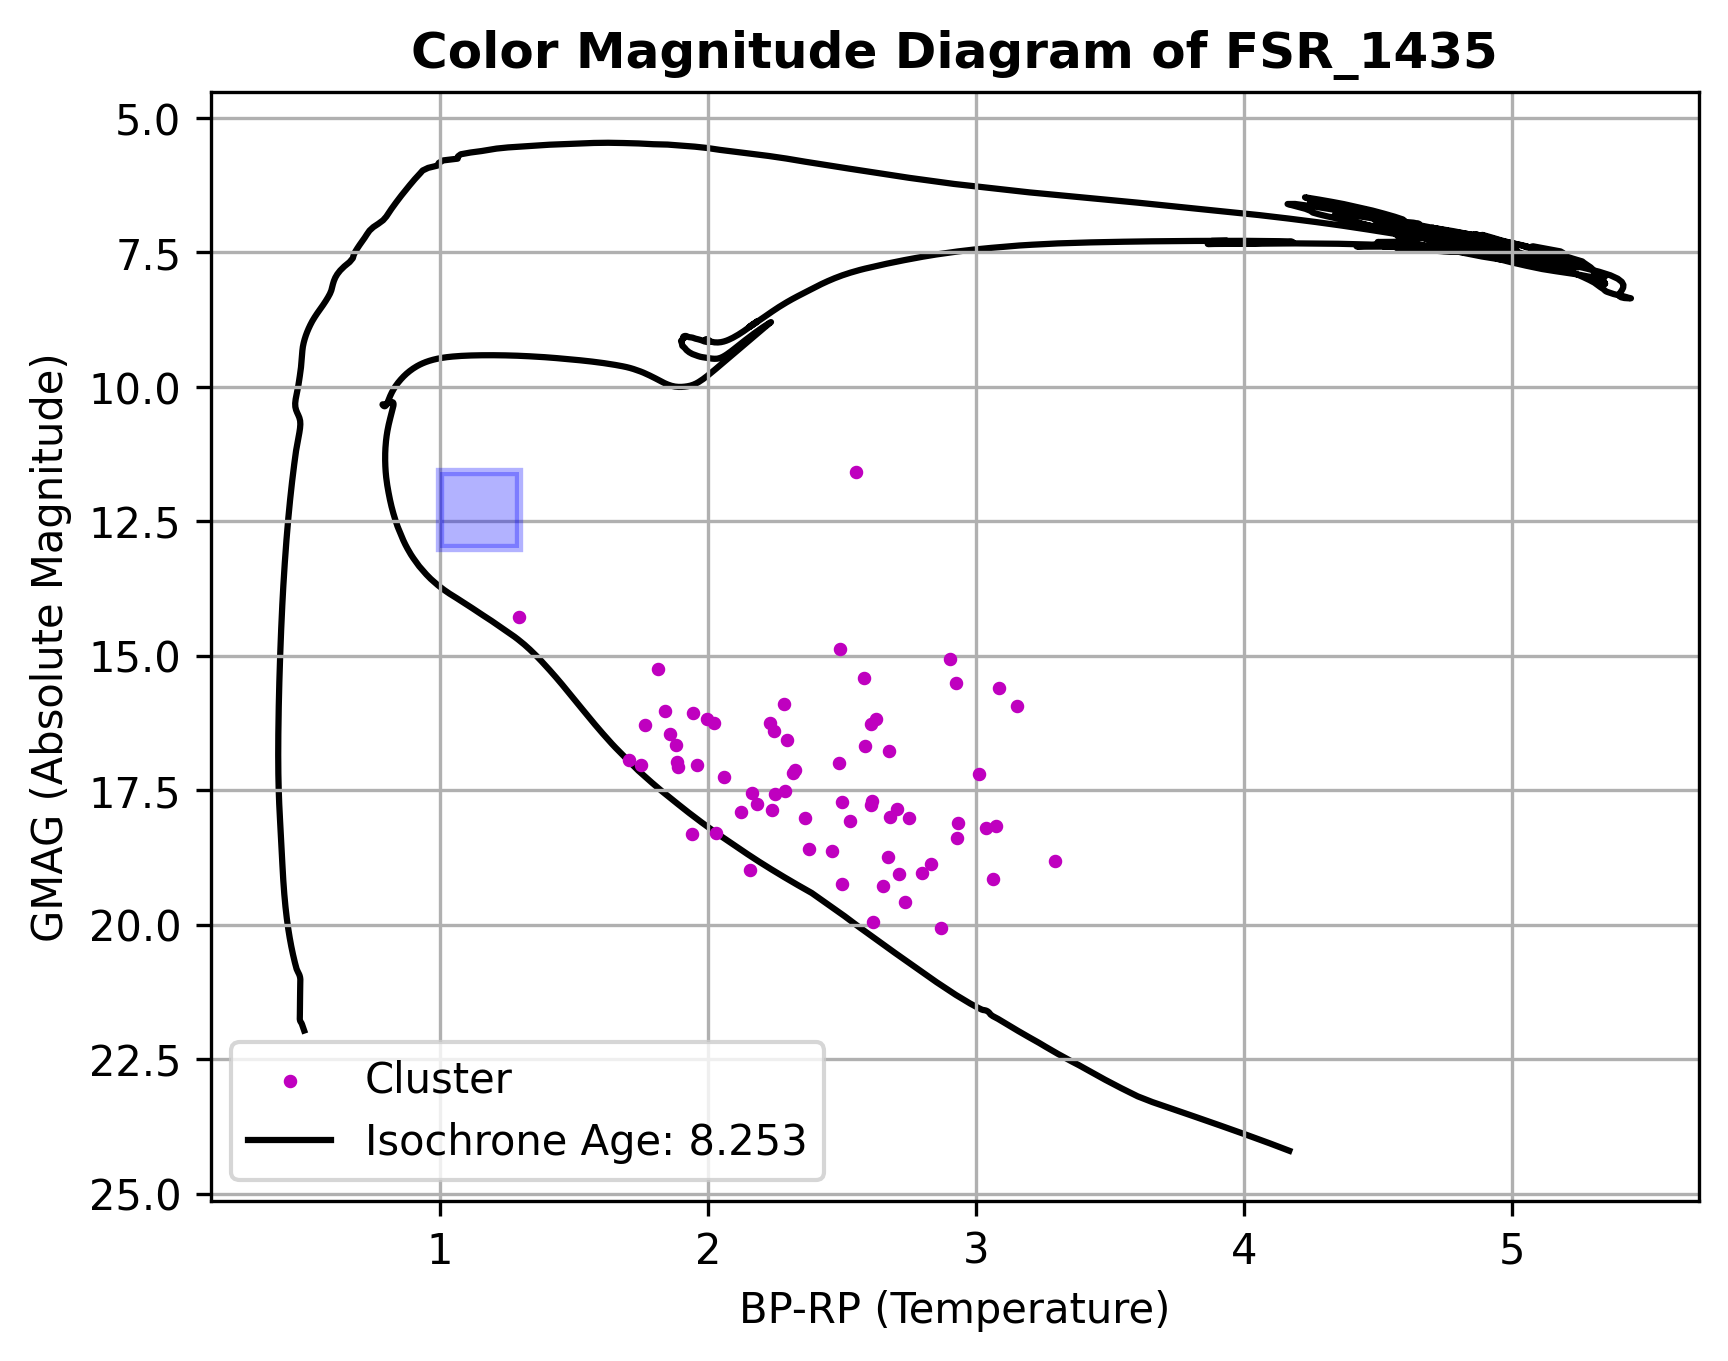 Color Magnitude Diagram of FSR_1435
GMAG (Absolute Magnitude)
5.0
7.5
10.0
12.5
15.0
17.5
20.0
22.5
25.0
Cluster
Isochrone Age: 8.253
1 2 3 4 5
BP-RP (Temperature)